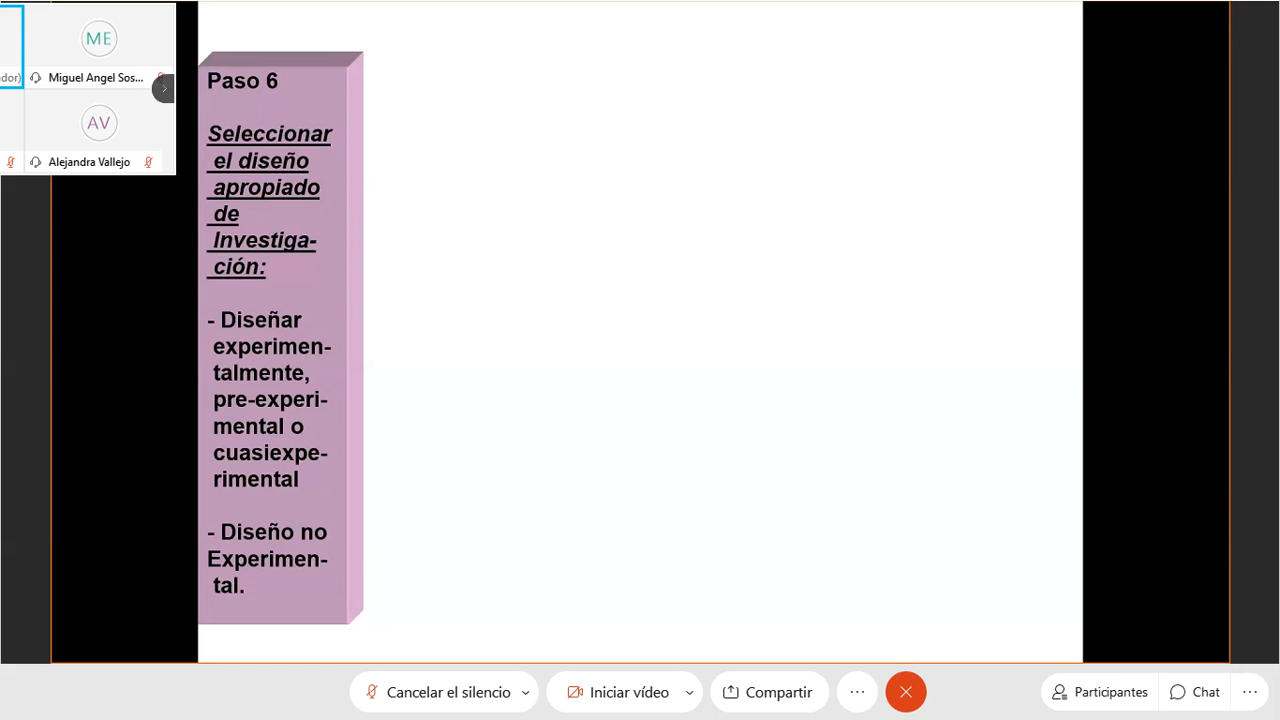 ME
ador)
Miguel Angel Sos...
AV
Alejandra Vallejo
Paso 6
Seleccionar
el diseño
apropiado
de
Investiga-
ción:
- Diseñar
experimen-
talmente,
pre-experi-
mental o
cuasiexpe-
rimental
- Diseño no
Experimen-
tal.
Cancelar el silencio
Iniciar vídeo
Compartir
Participantes
Chat